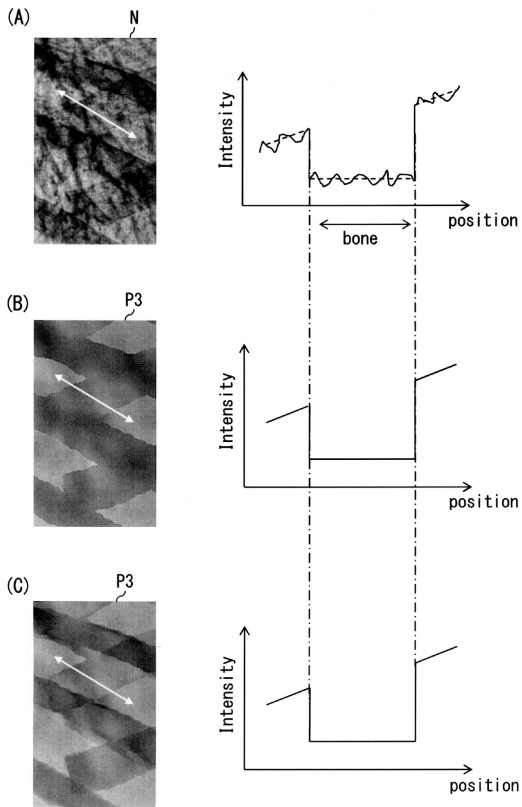 (A)
N
Intensity
position
bone
(B)
P3
Intensity
position
(C)
P3
Intensity
position